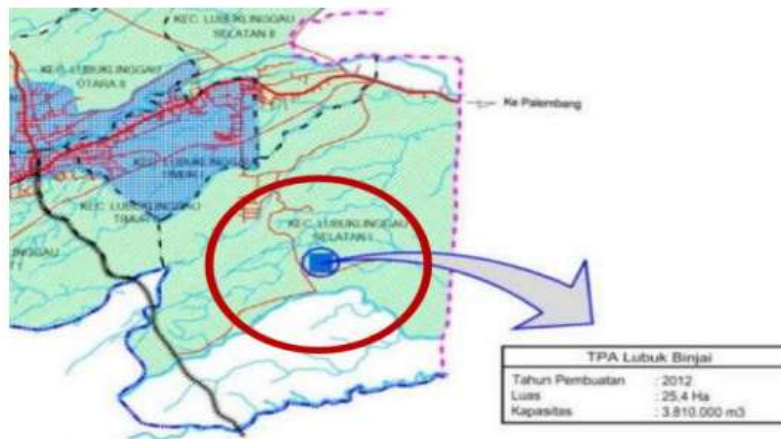 KEC. LUBUKLINGGAU
SELATAN II
KEC. LUBUKLINGGAU
UTARA II
Ke Palembang
KEC. LUBUKLINGGAU
TIMUR I
KEC. LUBUKLINGGAU
TIMUR
KEC. LUBUKLINGGAU
SELATAN I
TPA Lubuk Binjai
Tahun Pembuatan : 2012
Luas : 25,4 Ha
Kapasitas : 3.810.000 m3